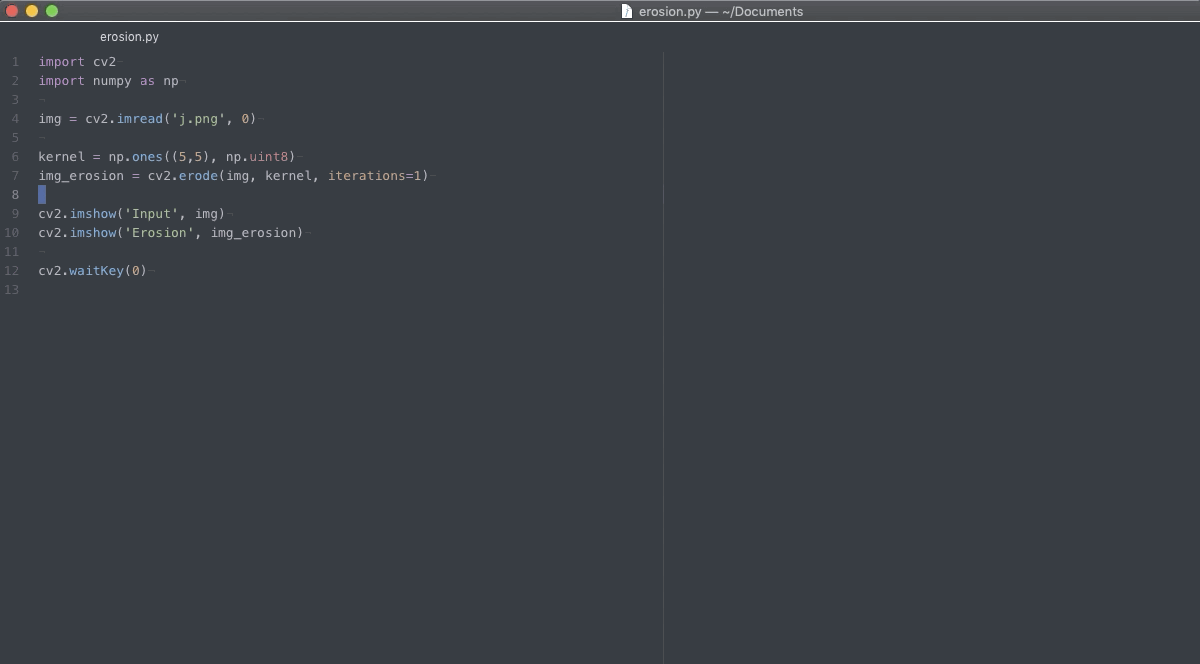 erosion.py — ~/Documents
erosion.py
1 import cv2¬
2 import numpy as np¬
3 ¬
4 img = cv2.imread('j.png', 0)¬
5 ¬
6 kernel = np.ones((5,5), np.uint8)¬
7 img_erosion = cv2.erode(img, kernel, iterations=1)¬
8
9 cv2.imshow('Input', img)¬
10 cv2.imshow('Erosion', img_erosion)¬
11 ¬
12 cv2.waitKey(0)¬
13